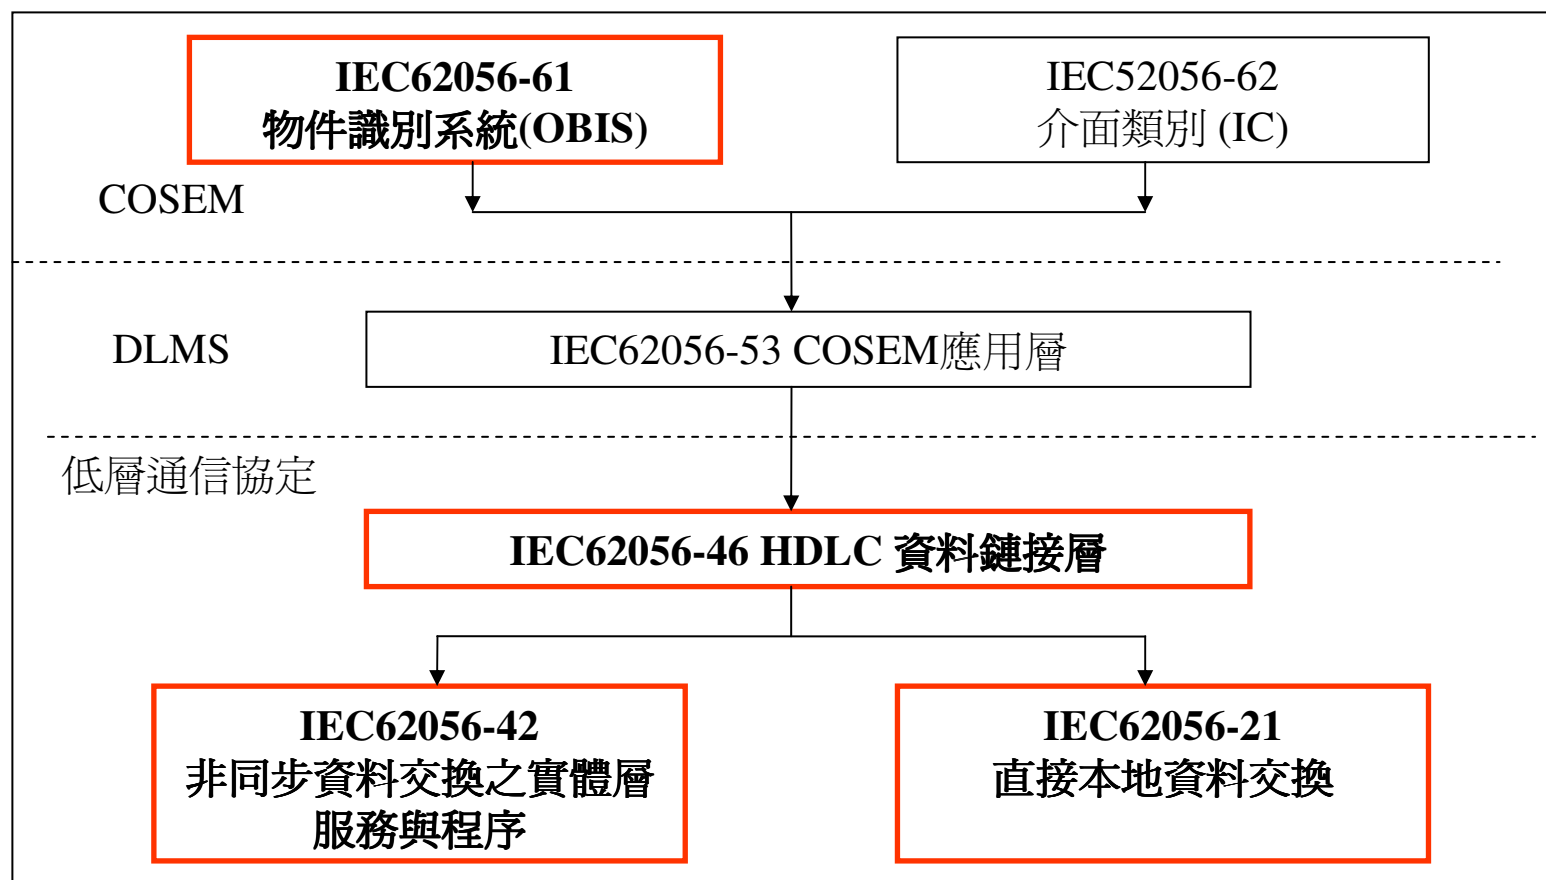 IEC62056-61
物件識別系統(OBIS)
IEC52056-62
介面類別 (IC)
COSEM
DLMS
IEC62056-53 COSEM應用層
低層通信協定
IEC62056-46 HDLC 資料鏈接層
IEC62056-42
非同步資料交換之實體層
服務與程序
IEC62056-21
直接本地資料交換